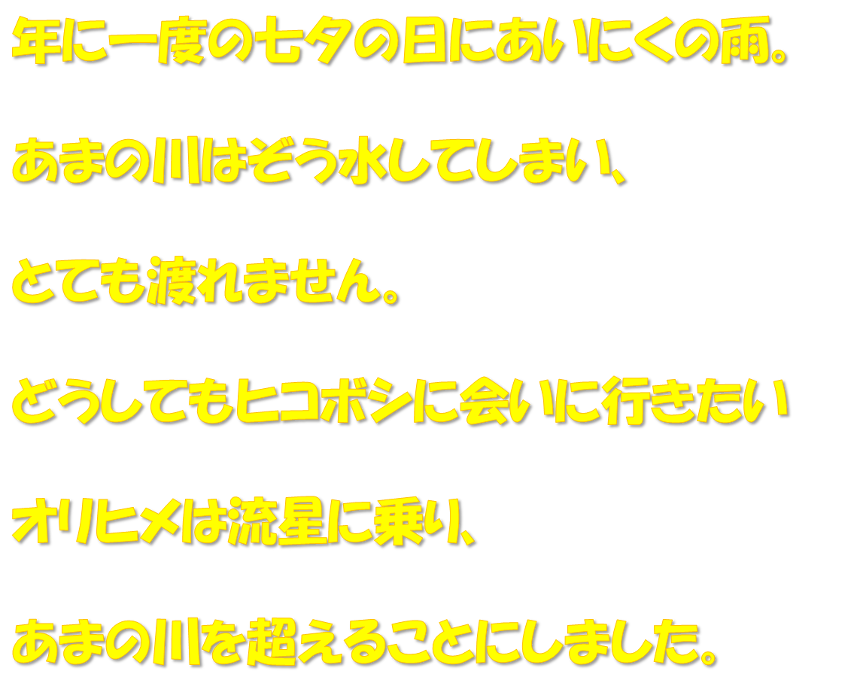 年に一度の七夕の日にあいにくの雨。
あまの川はぞう水してしまい、
とても渡れません。
どうしてもヒコボシに会いに行きたい
オリヒメは流星に乗り、
あまの川を超えることにしました。